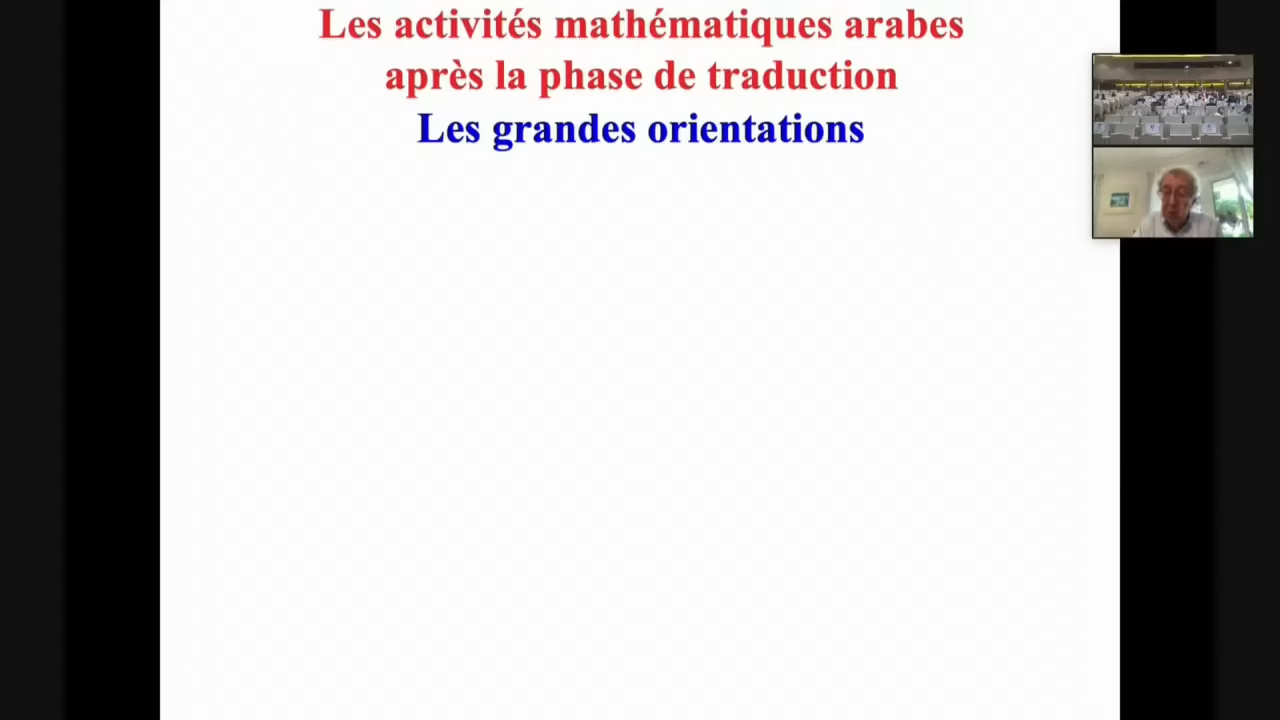 Les activités mathématiques arabes
après la phase de traduction
Les grandes orientations